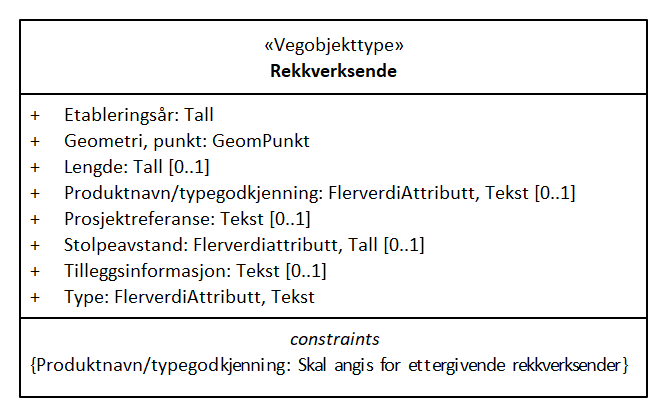 «Vegobjekttype»
Rekkverksende
+ Etableringsår: Tall
+ Geometri, punkt: GeomPunkt
+ Lengde: Tall [0..1]
+ Produktnavn/typegodkjenning: FlerverdiAttributt, Tekst [0..1]
+ Prosjektreferanse: Tekst [0..1]
+ Stolpeavstand: Flerverdiattributt, Tall [0..1]
+ Tilleggsinformasjon: Tekst [0..1]
+ Type: FlerverdiAttributt, Tekst
constraints
{Produktnavn/typegodkjenning: Skal angis for ettergivende rekkverksender}